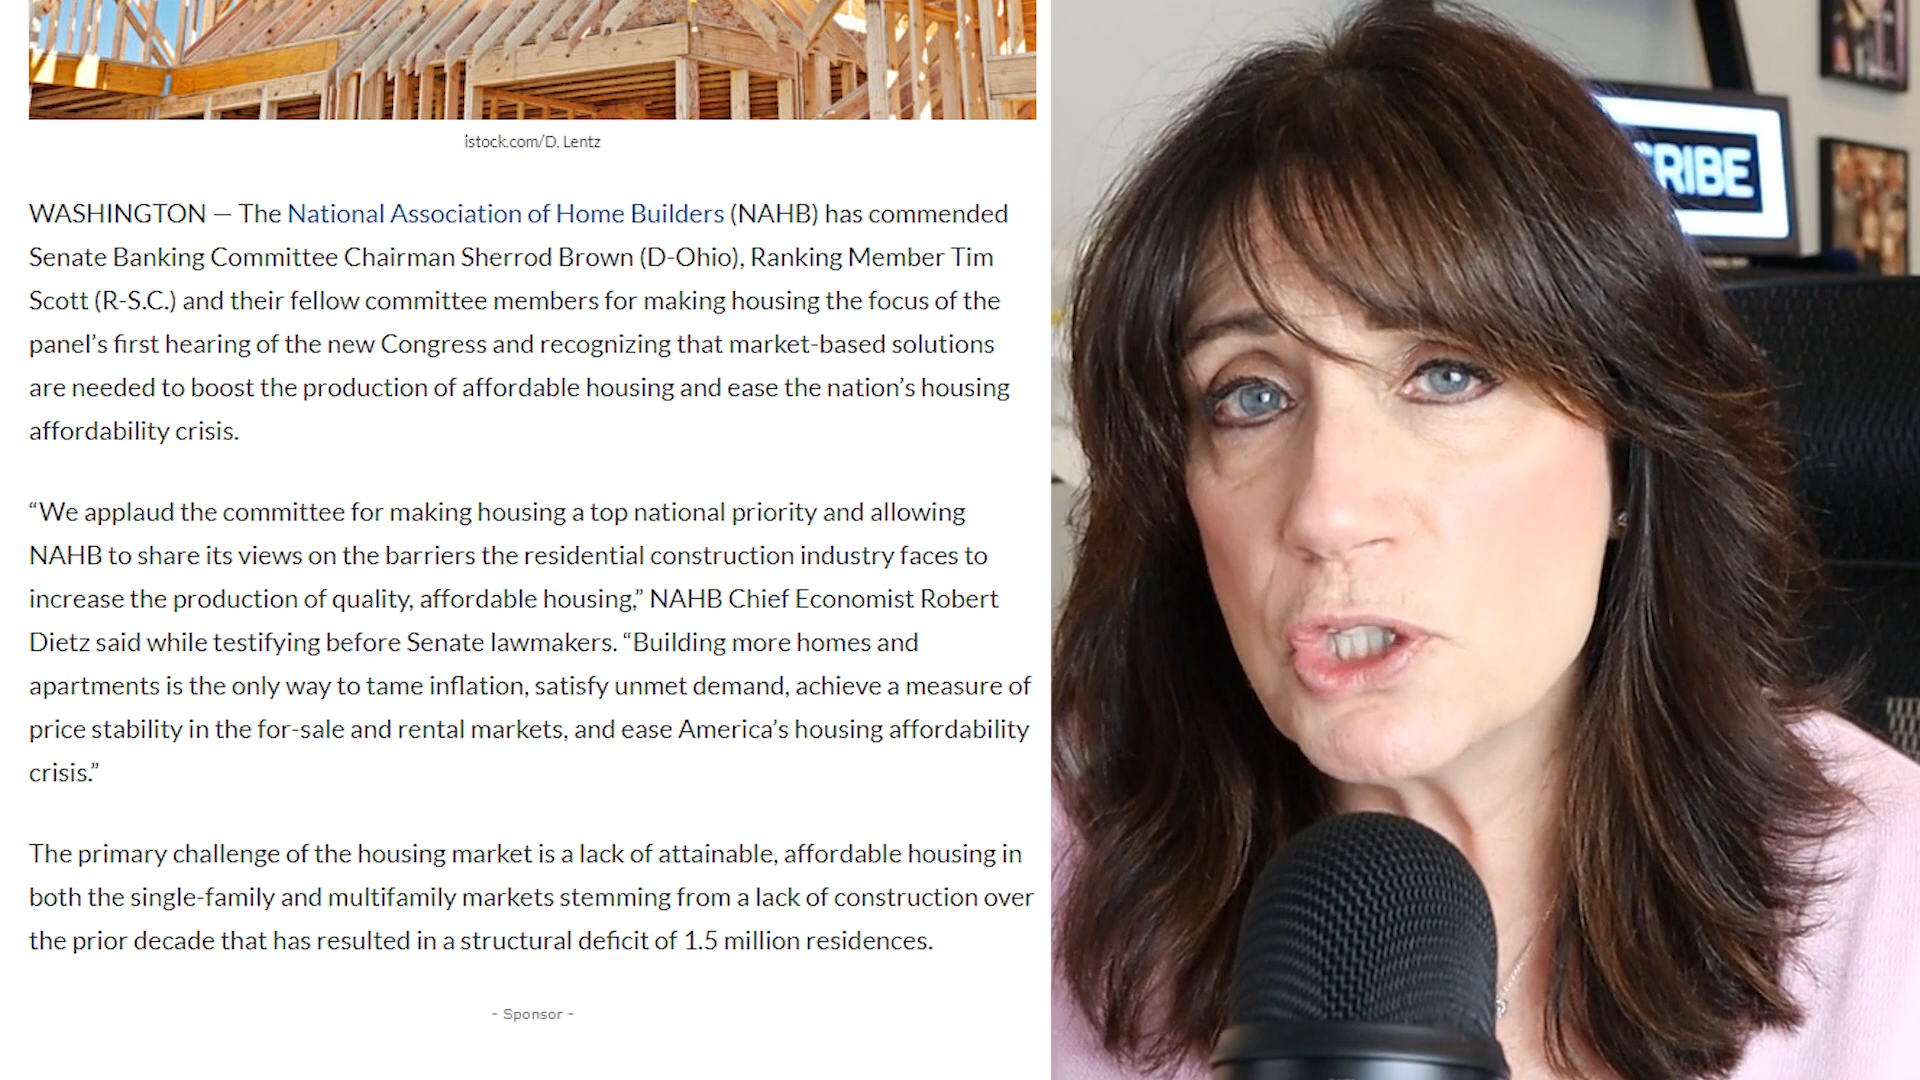 istock.com/D. Lentz
WASHINGTON — The National Association of Home Builders (NAHB) has commended
Senate Banking Committee Chairman Sherrod Brown (D-Ohio), Ranking Member Tim
Scott (R-S.C.) and their fellow committee members for making housing the focus of the
panel’s first hearing of the new Congress and recognizing that market-based solutions
are needed to boost the production of affordable housing and ease the nation’s housing
affordability crisis.
“We applaud the committee for making housing a top national priority and allowing
NAHB to share its views on the barriers the residential construction industry faces to
increase the production of quality, affordable housing,” NAHB Chief Economist Robert
Dietz said while testifying before Senate lawmakers. “Building more homes and
apartments is the only way to tame inflation, satisfy unmet demand, achieve a measure of
price stability in the for-sale and rental markets, and ease America’s housing affordability
crisis.”
The primary challenge of the housing market is a lack of attainable, affordable housing in
both the single-family and multifamily markets stemming from a lack of construction over
the prior decade that has resulted in a structural deficit of 1.5 million residences.
- Sponsor -
RIBE